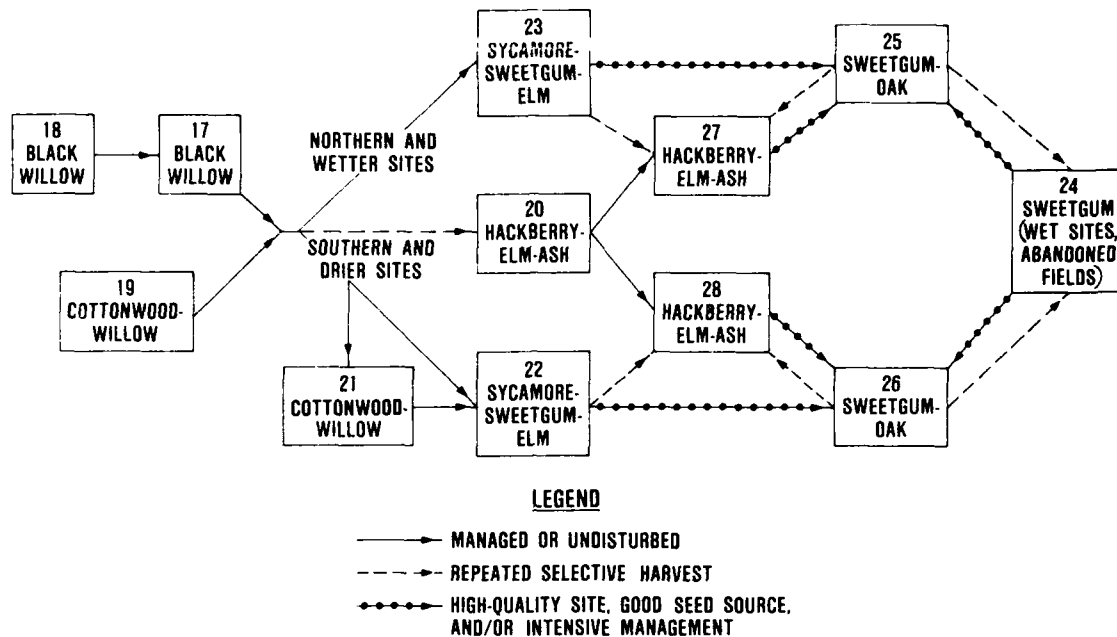 18
BLACK
WILLOW
17
BLACK
WILLOW
19
COTTONWOOD-
WILLOW
NORTHERN AND
WETTER SITES
SOUTHERN AND
DRIER SITES
21
COTTONWOOD-
WILLOW
23
SYCAMORE-
SWEETGUM-
ELM
20
HACKBERRY-
ELM-ASH
22
SYCAMORE-
SWEETGUM-
ELM
27
HACKBERRY-
ELM-ASH
28
HACKBERRY-
ELM-ASH
25
SWEETGUM-
OAK
26
SWEETGUM-
OAK
24
SWEETGUM
(WET SITES,
ABANDONED
FIELDS)
LEGEND
MANAGED OR UNDISTURBED
REPEATED SELECTIVE HARVEST
HIGH-QUALITY SITE, GOOD SEED SOURCE,
AND/OR INTENSIVE MANAGEMENT